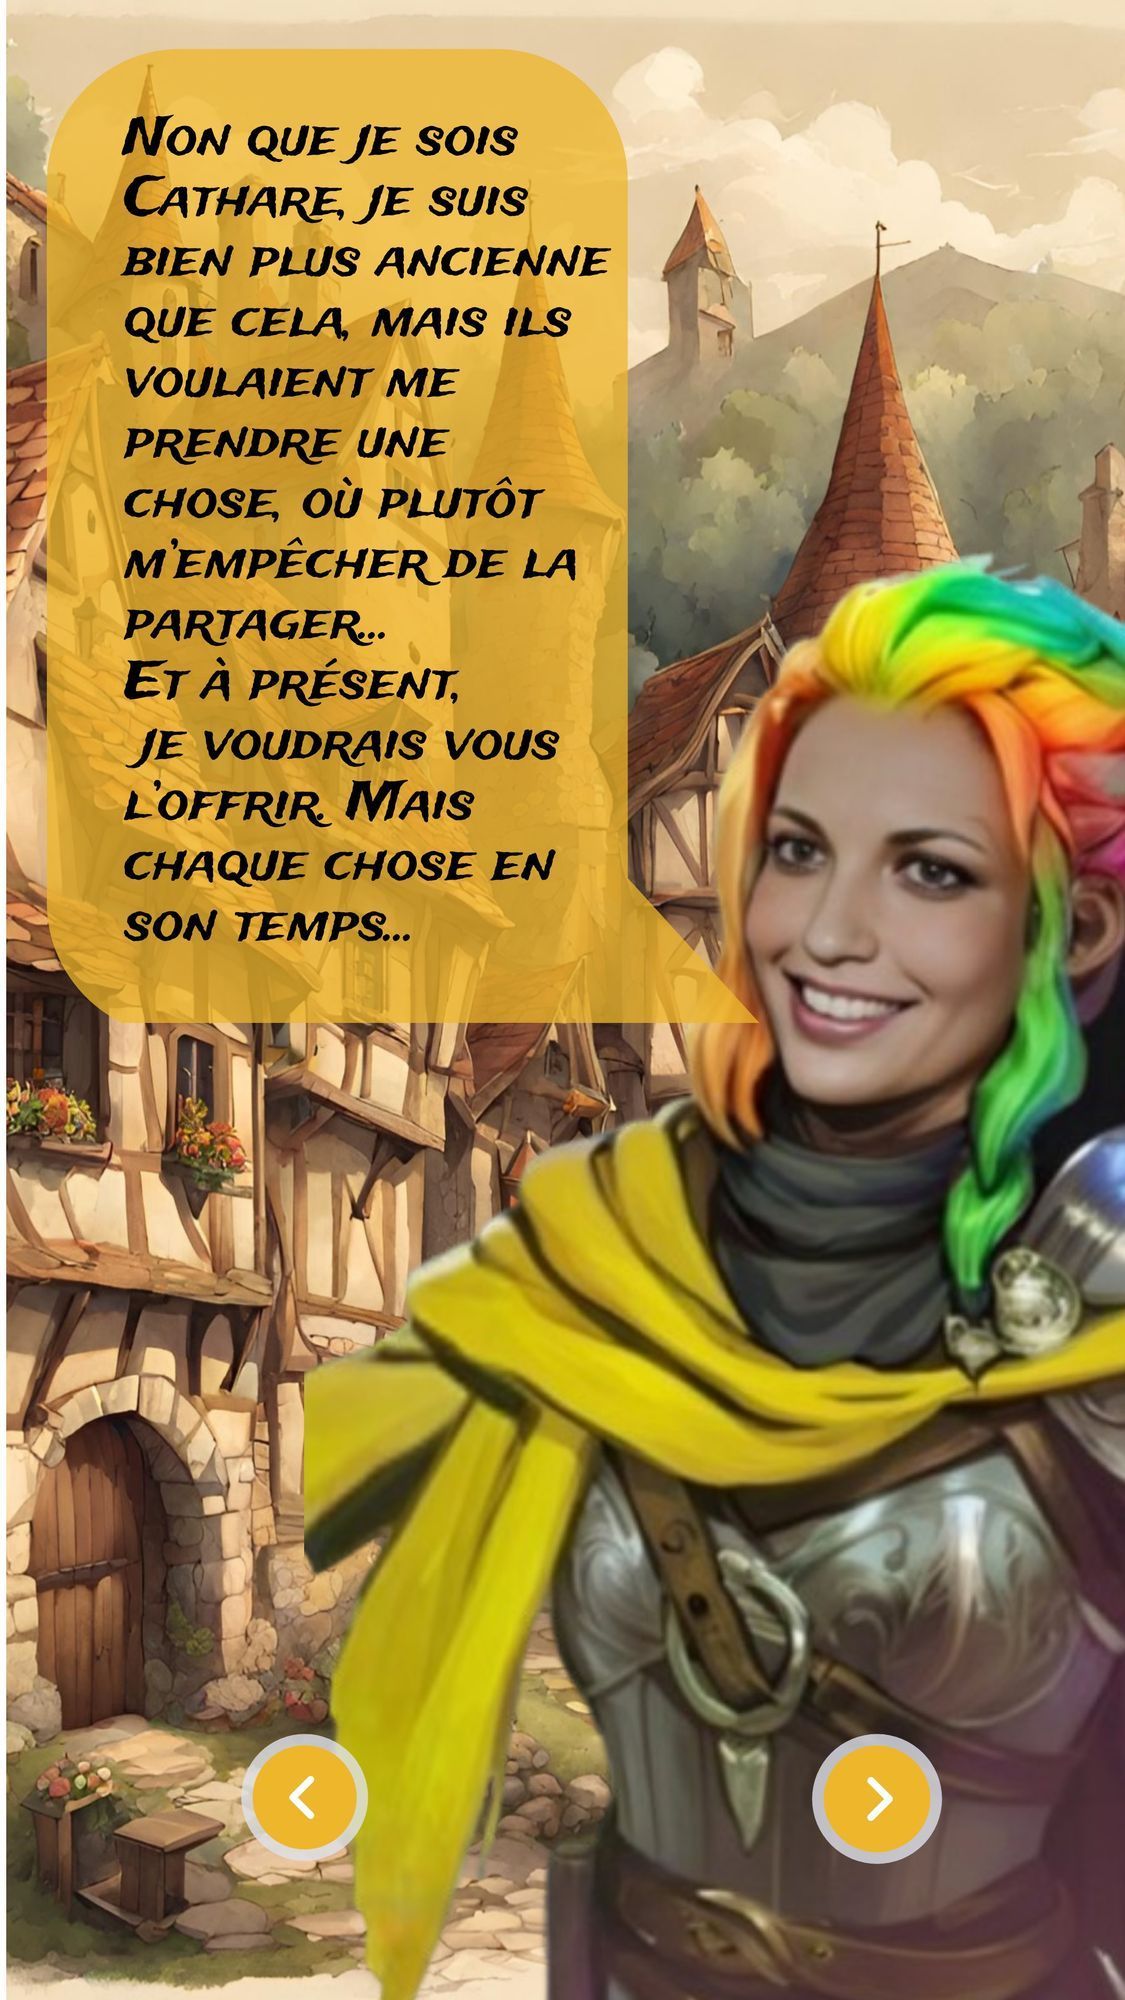 Non que je sois
Cathare, je suis
bien plus ancienne
que cela, mais ils
voulaient me
prendre une
chose, où plutôt
m'empêcher de la
partager...
Et à présent,
je voudrais vous
l'offrir. Mais
chaque chose en
son temps...